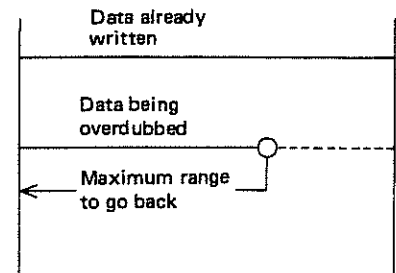 Data already
written
Data being
overdubbed
Maximum range
to go back